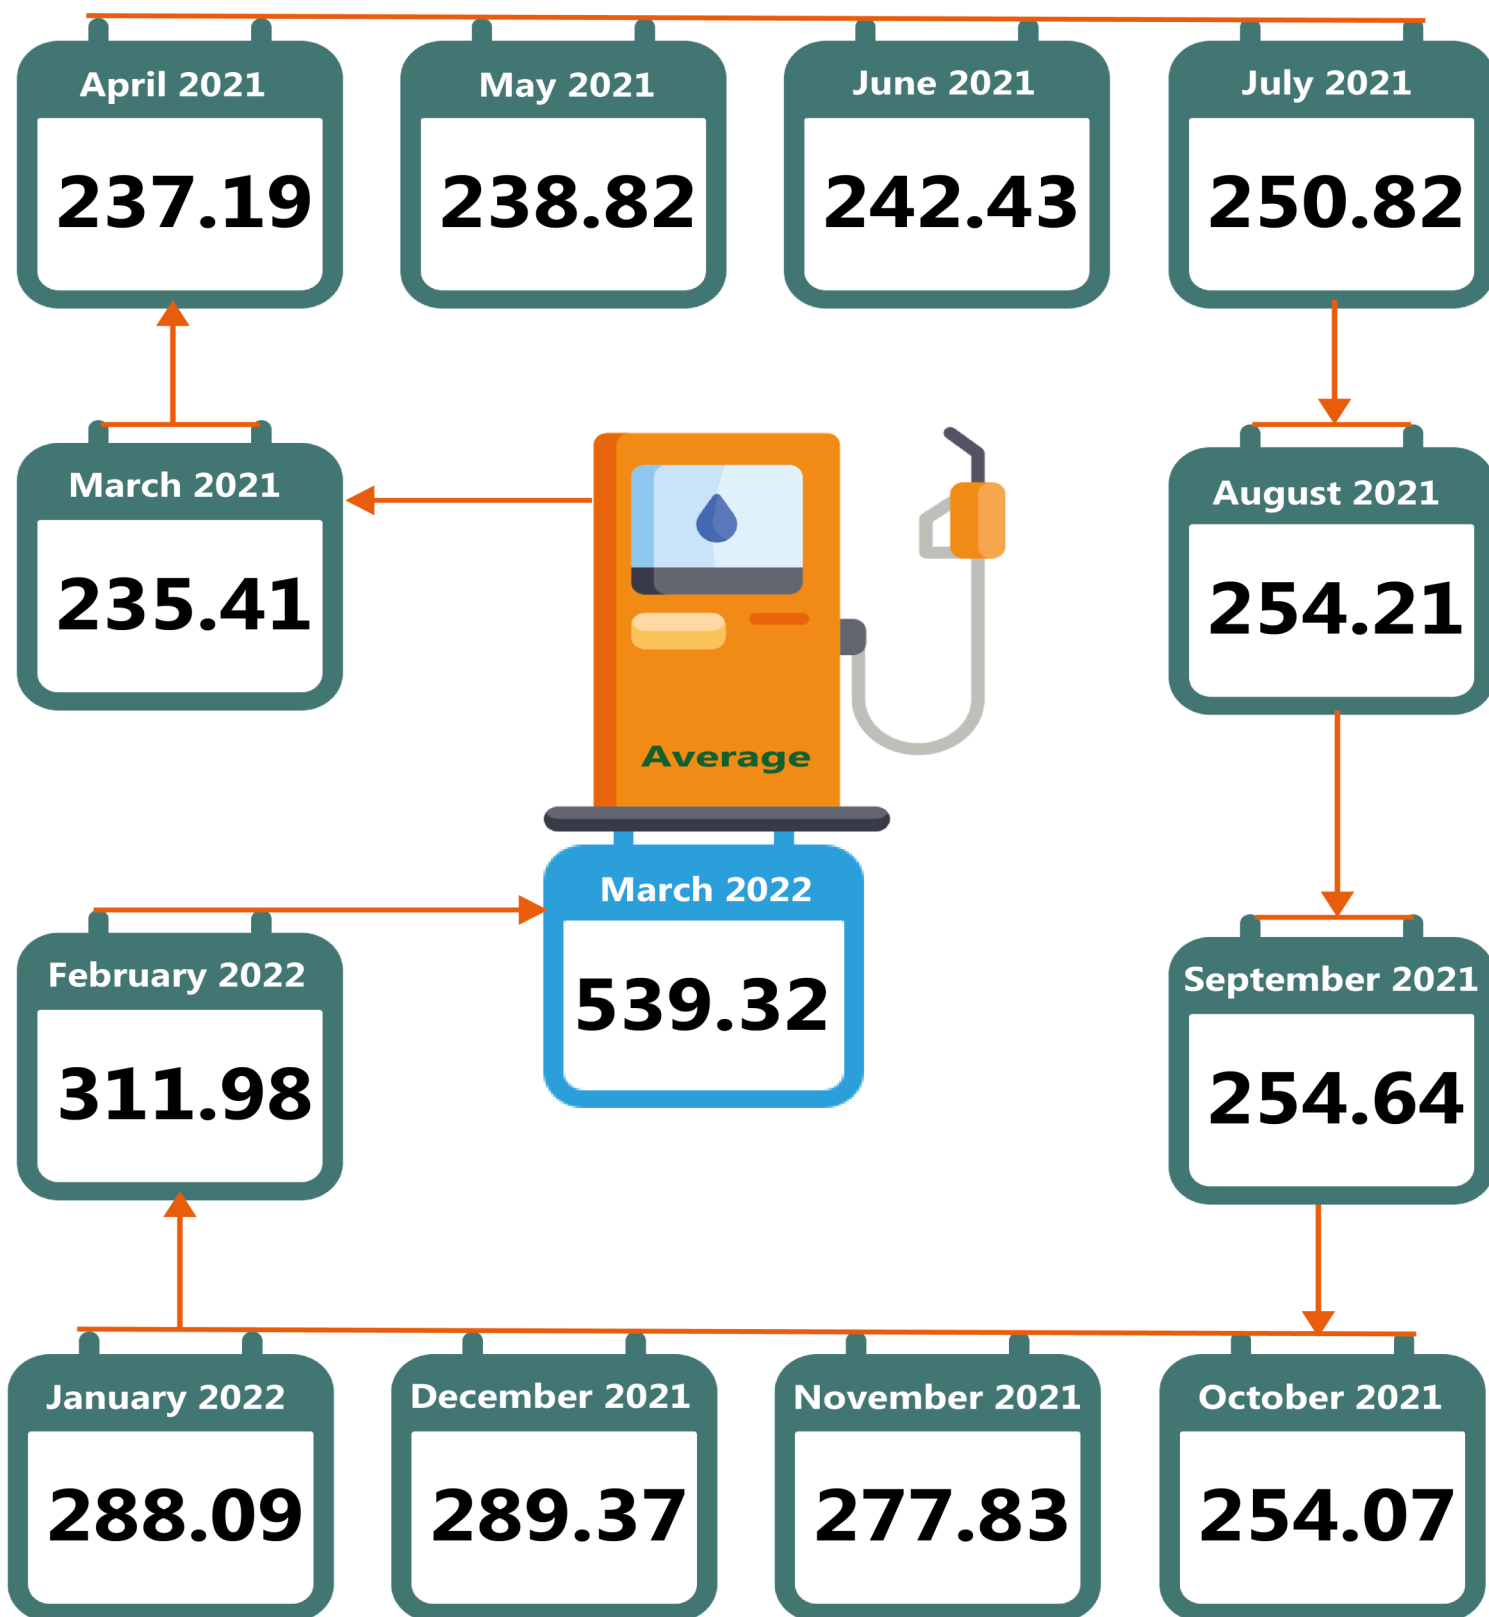 April 2021
237.19
May 2021
238.82
June 2021
242.43
July 2021
250.82
March 2021
235.41
Average
August 2021
254.21
March 2022
539.32
February 2022
311.98
September 2021
254.64
January 2022
288.09
December 2021
289.37
November 2021
277.83
October 2021
254.07